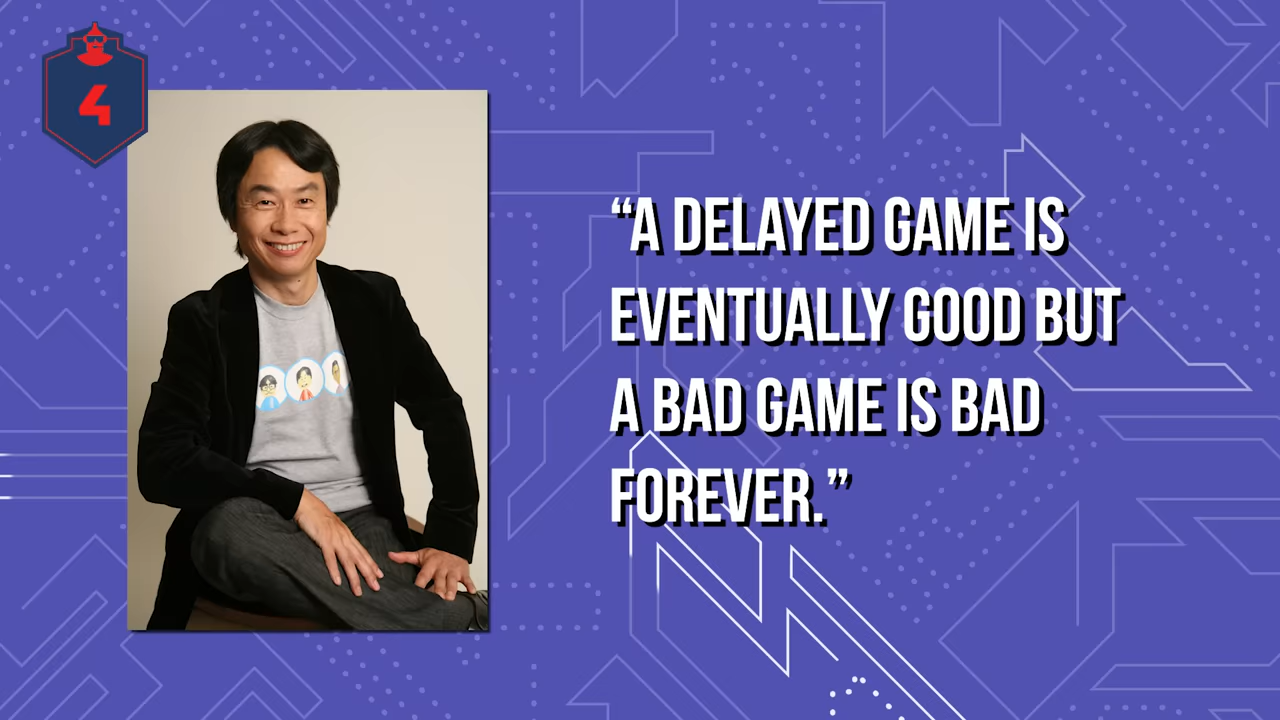 4
“A DELAYED GAME IS
EVENTUALLY GOOD BUT
A BAD GAME IS BAD
FOREVER.”